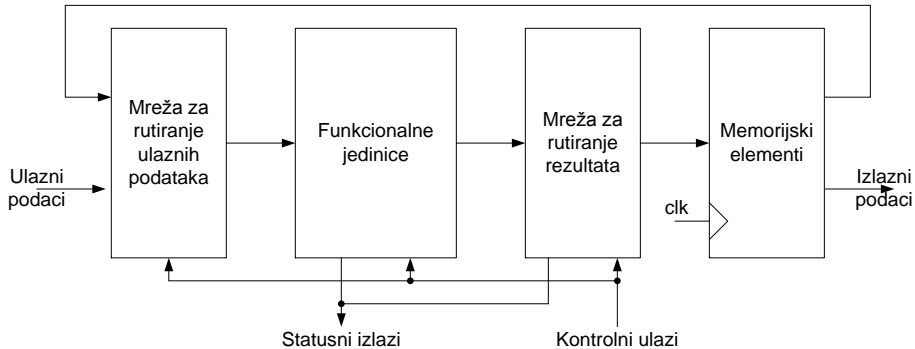 Mreža za
rutiranje
ulaznih
podataka
Funkcionalne
jedinice
Mreža za
rutiranje
rezultata
Memorijski
elementi
Ulazni
podaci
Izlazni
podaci
clk
Statusni izlazi
Kontrolni ulazi